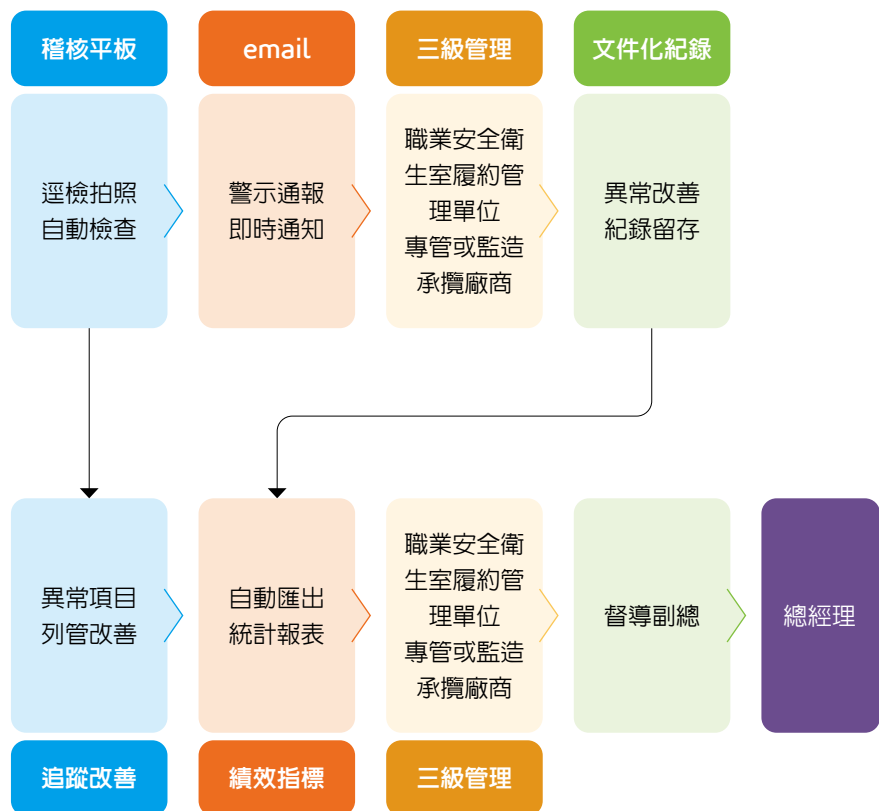 稽核平板
email
三級管理
文件化紀錄
逕檢拍照
自動檢查
警示通報
即時通知
職業安全衛
生室履約管
理單位
專管或監造
承攬廠商
異常改善
紀錄留存
異常項目
列管改善
自動匯出
統計報表
職業安全衛
生室履約管
理單位
專管或監造
承攬廠商
督導副總
總經理
追蹤改善
績效指標
三級管理